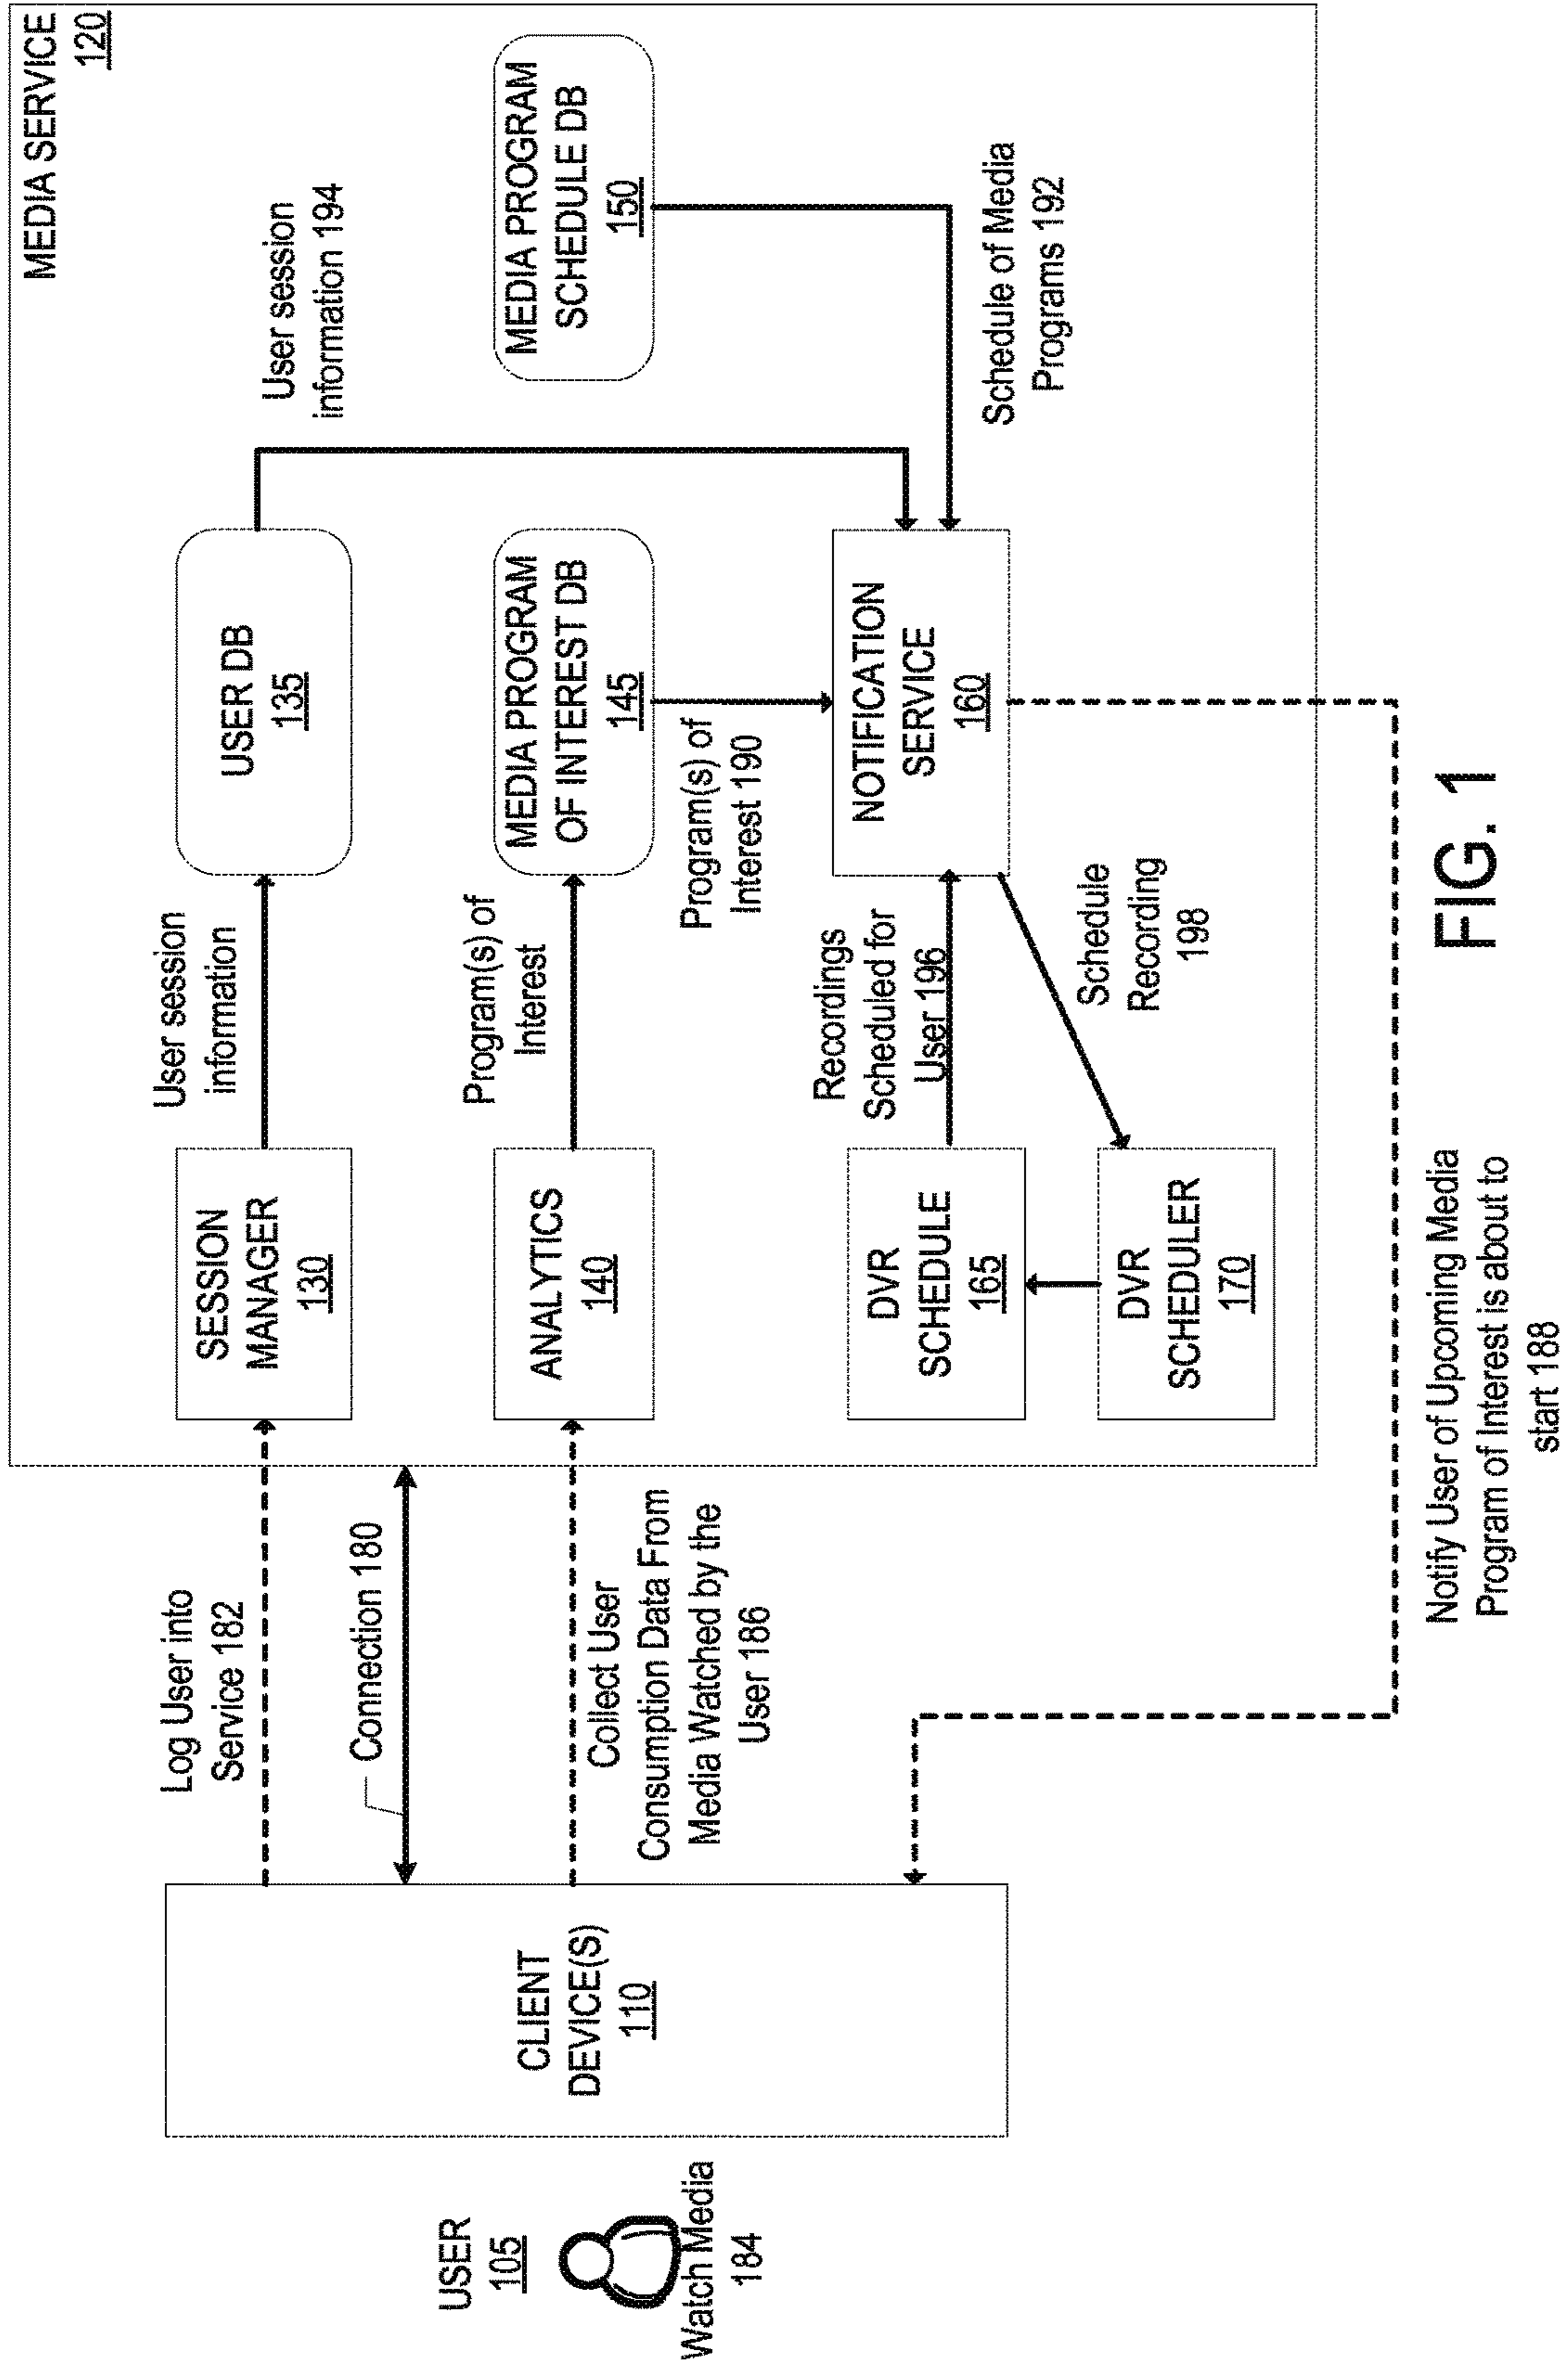 MEDIA SERVICE
120
USER
105
Watch Media
184
CLIENT
DEVICE(S)
110
Log User into
Service 182
Connection 180
Collect User
Consumption Data From
Media Watched by the
User 186
SESSION
MANAGER
130
User session
information
USER DB
135
User session
information 194
ANALYTICS
140
Program(s) of
Interest
MEDIA PROGRAM
OF INTEREST DB
145
MEDIA PROGRAM
SCHEDULE DB
150
Program(s) of
Interest 190
Schedule of Media
Programs 192
DVR
SCHEDULE
165
Recordings
Scheduled for
User 196
NOTIFICATION
SERVICE
160
DVR
SCHEDULER
170
Schedule
Recording
198
Notify User of Upcoming Media
Program of Interest is about to
start 188
FIG. 1